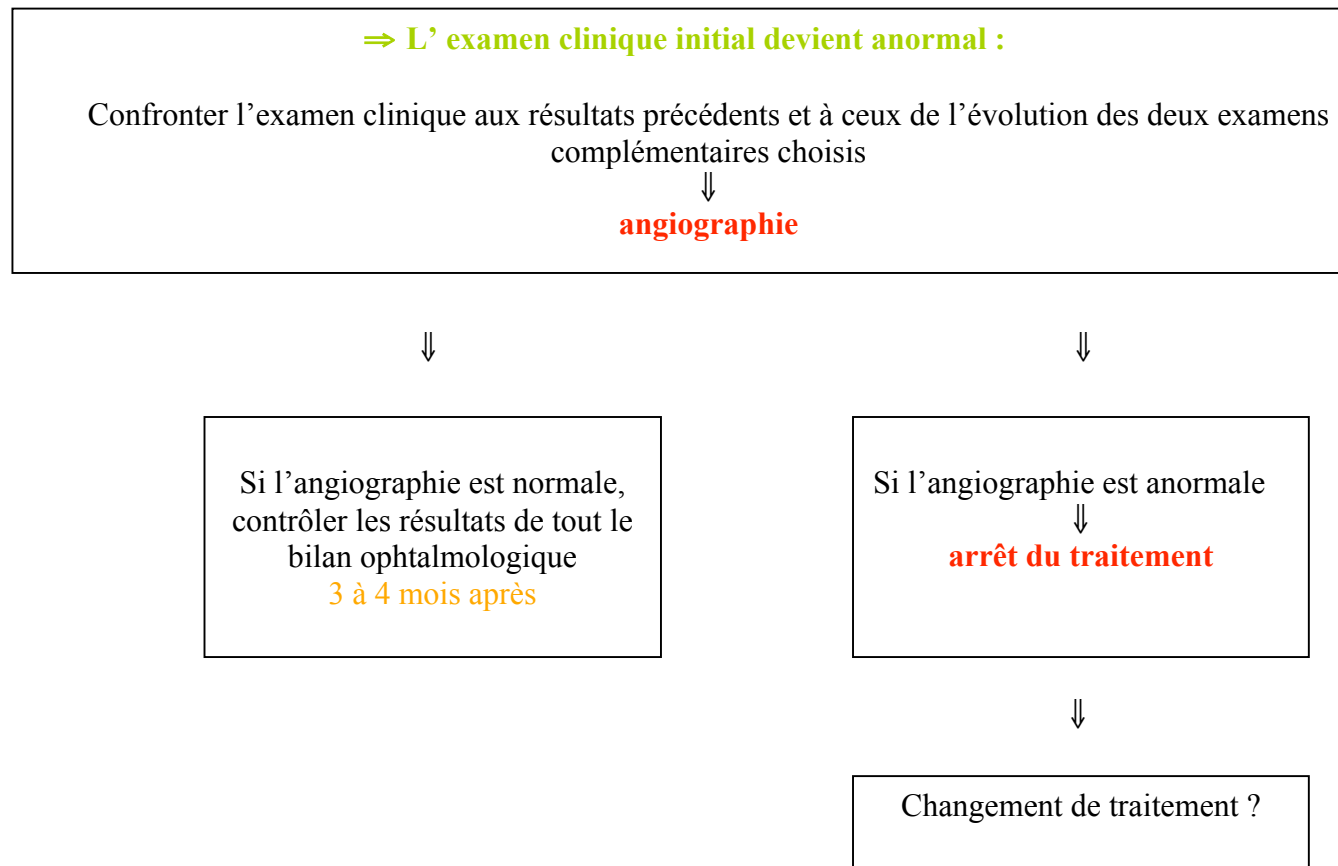 ⇒ L’ examen clinique initial devient anormal :
Confronter l’examen clinique aux résultats précédents et à ceux de l’évolution des deux examens
complémentaires choisis
⇓
angiographie
⇓ ⇓
Si l’angiographie est normale,
contrôler les résultats de tout le
bilan ophtalmologique
3 à 4 mois après
Si l’angiographie est anormale
⇓
arrêt du traitement
⇓
Changement de traitement ?